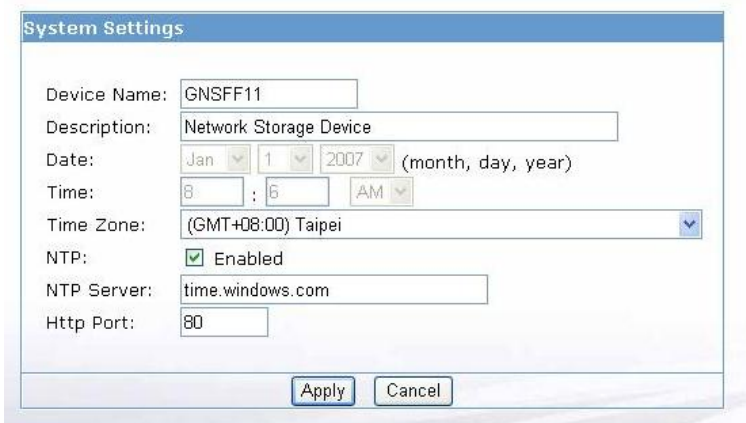 System Settings
Device Name: GNSFF11
Description: Network Storage Device
Date: Jan 1 2007 (month, day, year)
Time: 8 : 6 AM
Time Zone: (GMT+08:00) Taipei
NTP: Enabled
NTP Server: time.windows.com
Http Port: 80
Apply Cancel